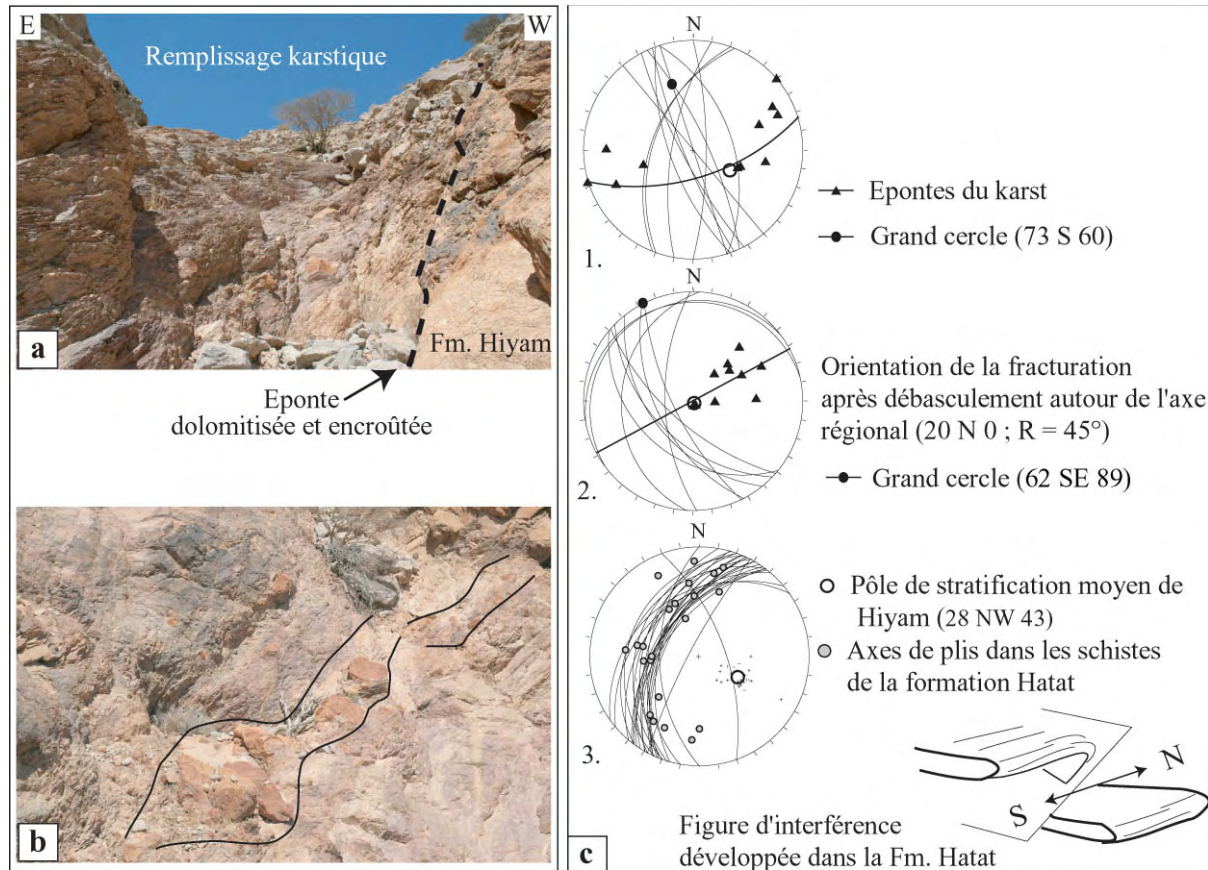 E
W
Remplissage karstique
Fm. Hiyam
a
Eponte
dolomitisée et encroûtée
b
N
Epontes du karst
Grand cercle (73 S 60)
1.
N
Orientation de la fracturation
après débasculement autour de l'axe
régional (20 N 0 ; R = 45°)
Grand cercle (62 SE 89)
2.
N
Pôle de stratification moyen de
Hiyam (28 NW 43)
Axes de plis dans les schistes
de la formation Hatat
3.
N
S
Figure d'interférence
développée dans la Fm. Hatat
c